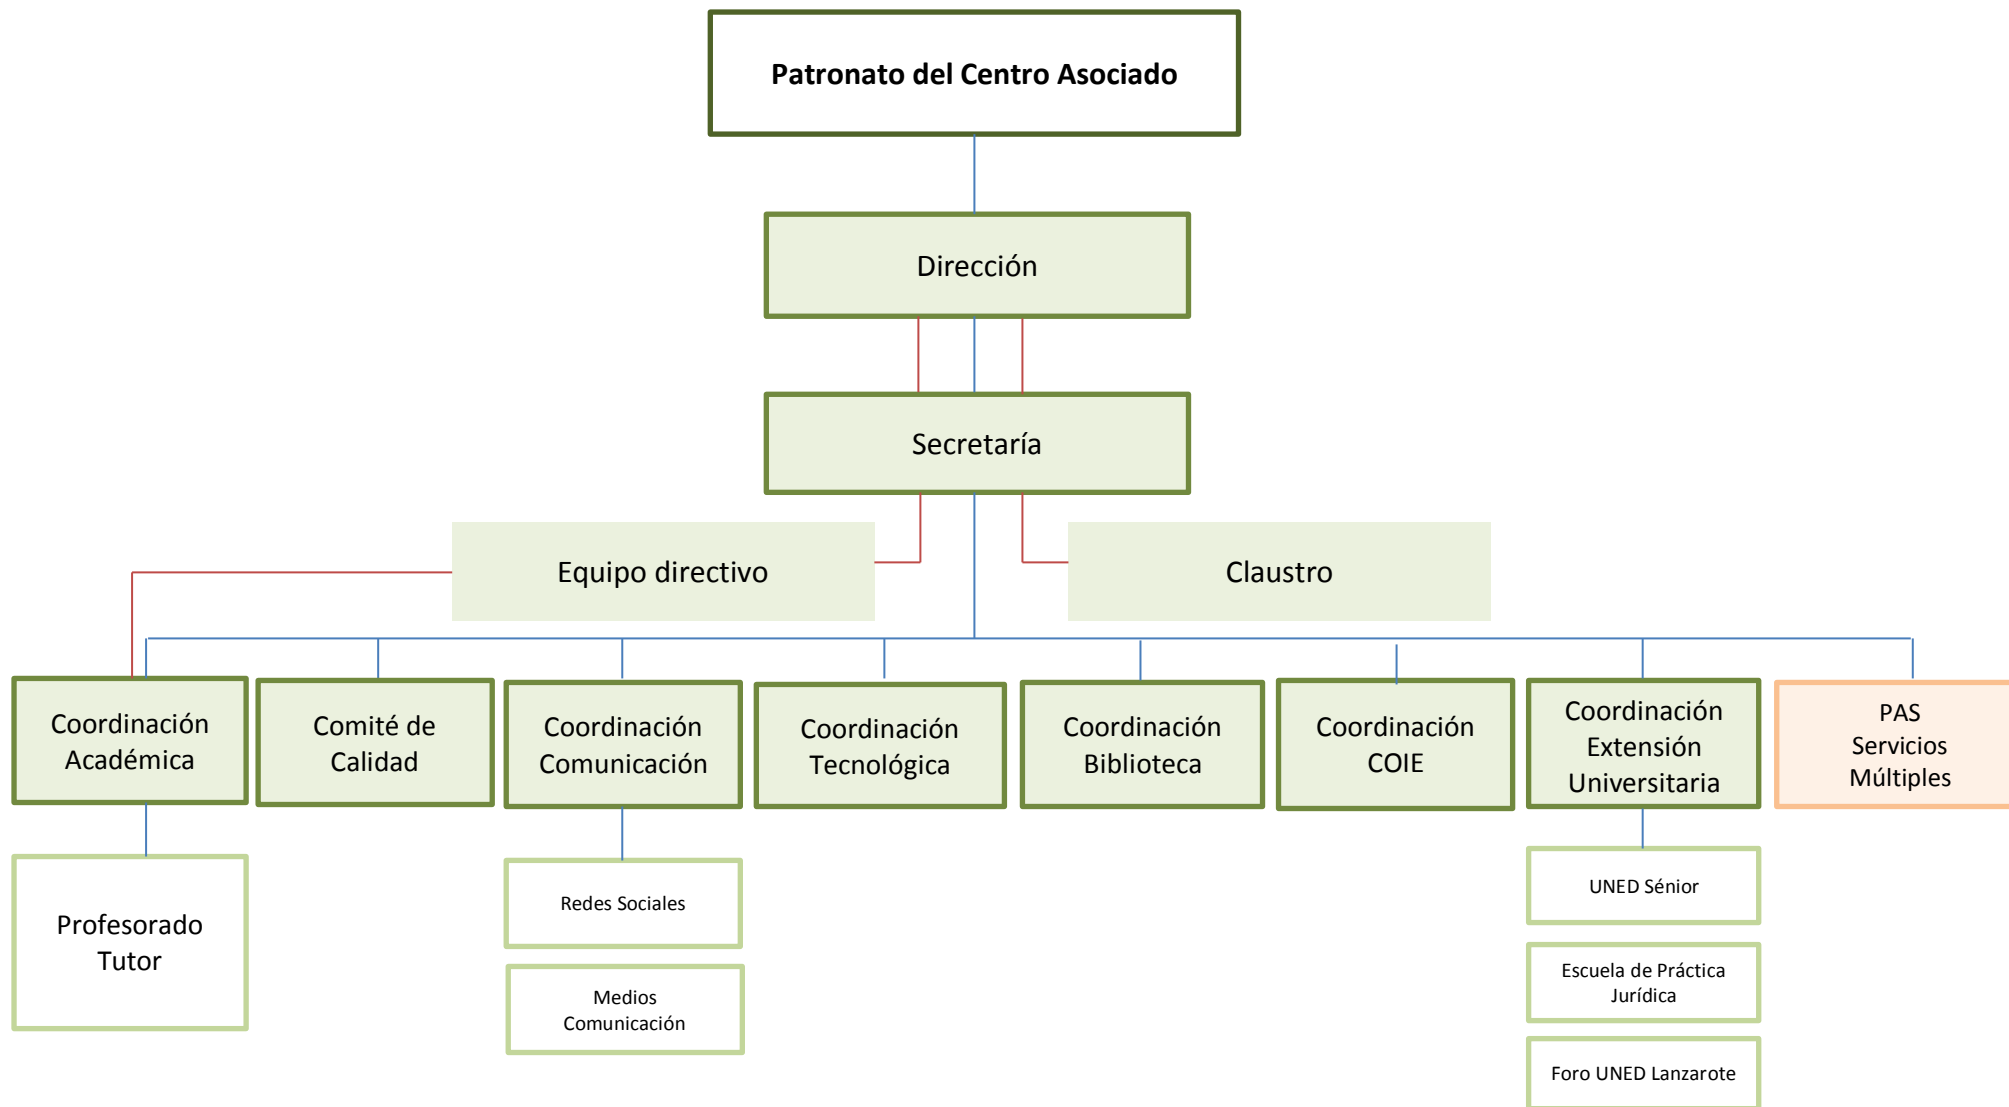 Patronato del Centro Asociado
Dirección
Secretaría
Equipo directivo
Claustro
Coordinación
Académica
Comité de
Calidad
Coordinación
Comunicación
Coordinación
Tecnológica
Coordinación
Biblioteca
Coordinación
COIE
Coordinación
Extensión
Universitaria
PAS
Servicios
Múltiples
Profesorado
Tutor
Redes Sociales
Medios
Comunicación
UNED Sénior
Escuela de Práctica
Jurídica
Foro UNED Lanzarote